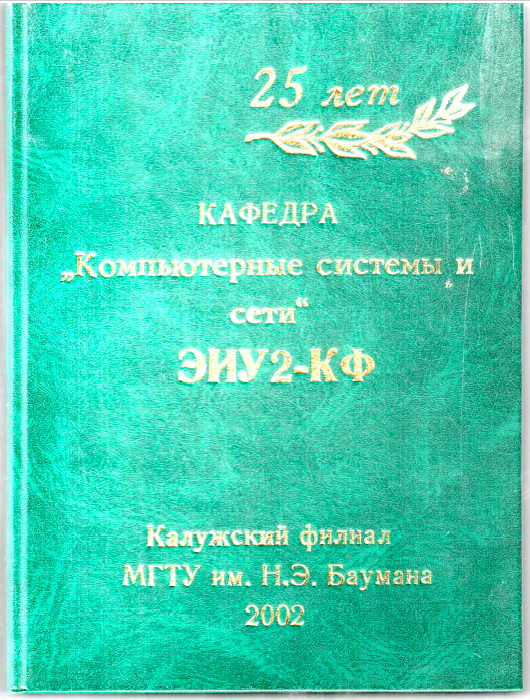 25 лет
КАФЕДРА
„Компьютерные системы и
сети“
ЭИУ2-КФ
Калужский филиал
МГТУ им. Н.Э. Баумана
2002